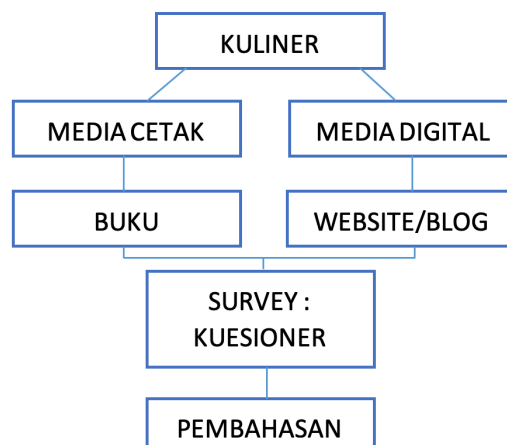 KULINER
MEDIA CETAK
MEDIA DIGITAL
BUKU
WEBSITE/BLOG
SURVEY :
KUESIONER
PEMBAHASAN